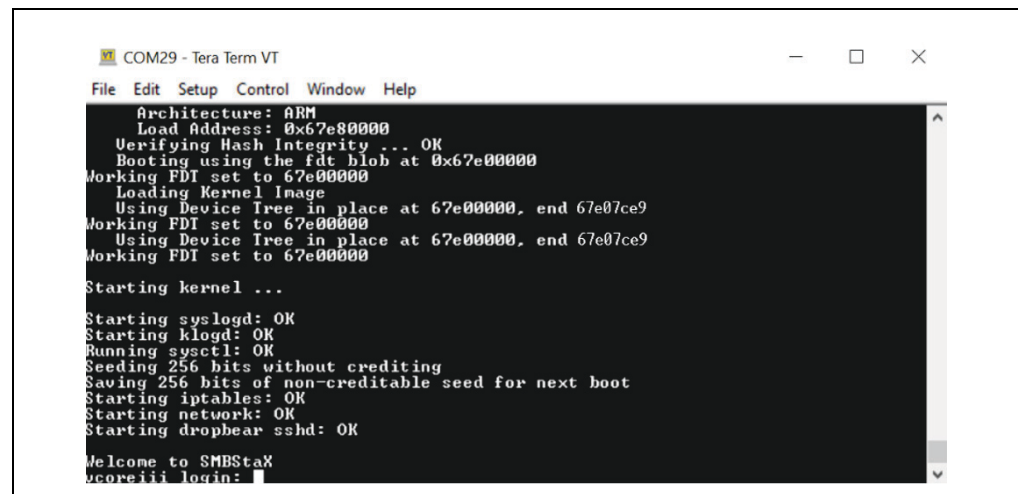 COM29 - Tera Term VT
File Edit Setup Control Window Help
Architecture: ARM
Load Address: 0x67e80000
Verifying Hash Integrity ... OK
Booting using the fdt blob at 0x67e00000
Working FDT set to 67e00000
Loading Kernel Image
Using Device Tree in place at 67e00000, end 67e07ce9
Working FDT set to 67e00000
Using Device Tree in place at 67e00000, end 67e07ce9
Working FDT set to 67e00000
Starting kernel ...
Starting syslogd: OK
Starting klogd: OK
Running sysctl: OK
Seeding 256 bits without crediting
Saving 256 bits of non-creditable seed for next boot
Starting iptables: OK
Starting network: OK
Starting dropbear sshd: OK
Welcome to SMBStaX
vcoreiii login: